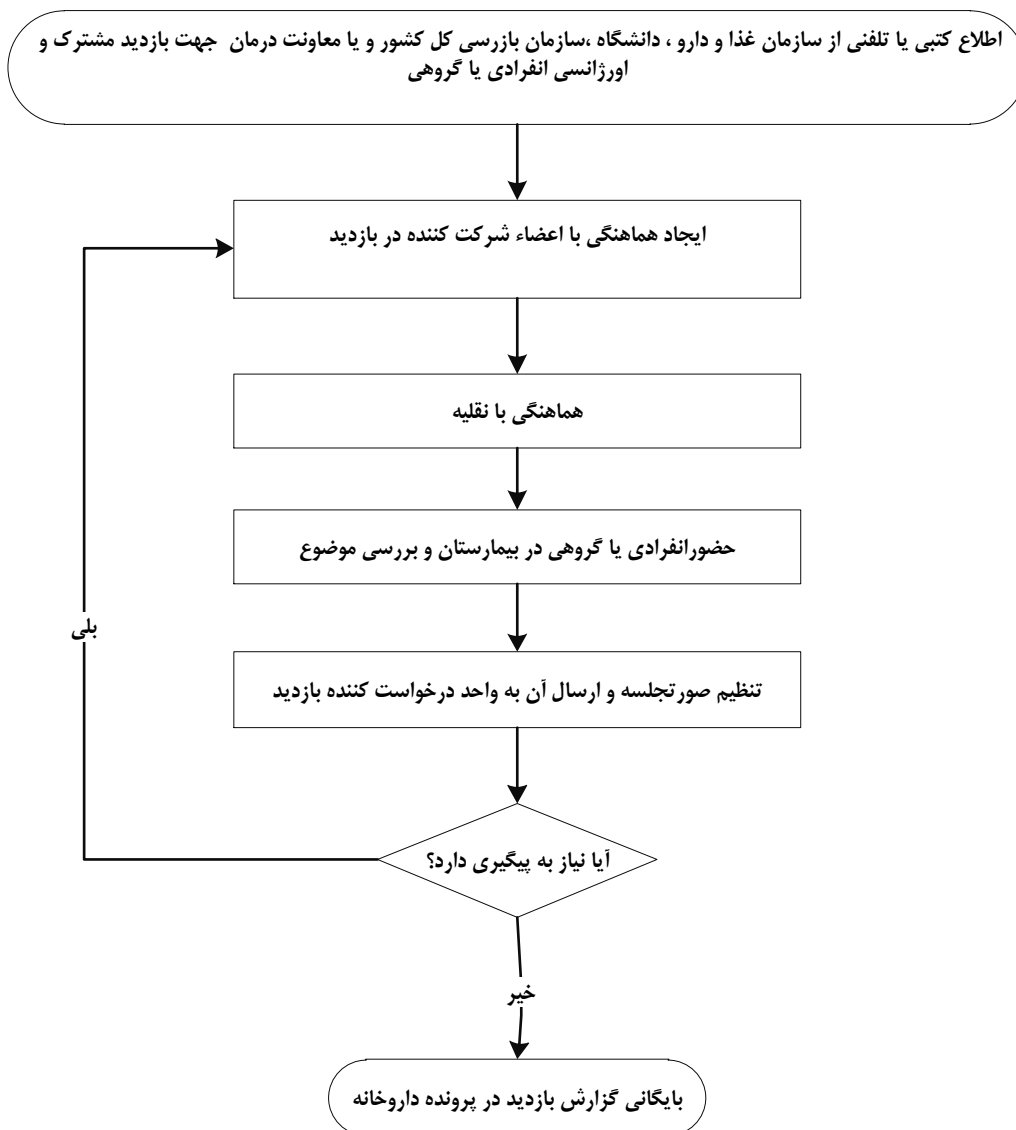 اطلاع کتبی یا تلفنی از سازمان غذا و دارو ، دانشگاه ،سازمان بازرسی کل کشور و یا معاونت درمان جهت بازدید مشترک و
اورژانسی انفرادی یا گروهی
ایجاد هماهنگی با اعضاء شرکت کننده در بازدید
هماهنگی با نقلیه
حضورانفرادی یا گروهی در بیمارستان و بررسی موضوع
بلی
تنظیم صورتجلسه و ارسال آن به واحد درخواست کننده بازدید
آیا نیاز به پیگیری دارد؟
خیر
بایگانی گزارش بازدید در پرونده داروخانه